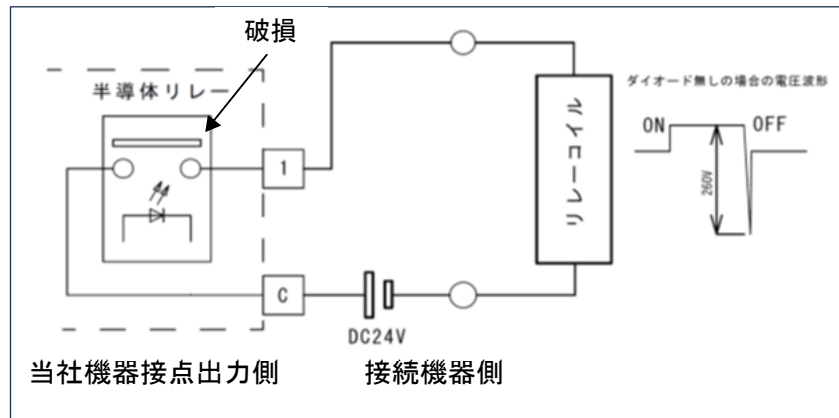 破損
半導体リレー
1
C
DC24V
リレーコイル
ダイオード無しの場合の電圧波形
ON
OFF
260V
当社機器接点出力側
接続機器側